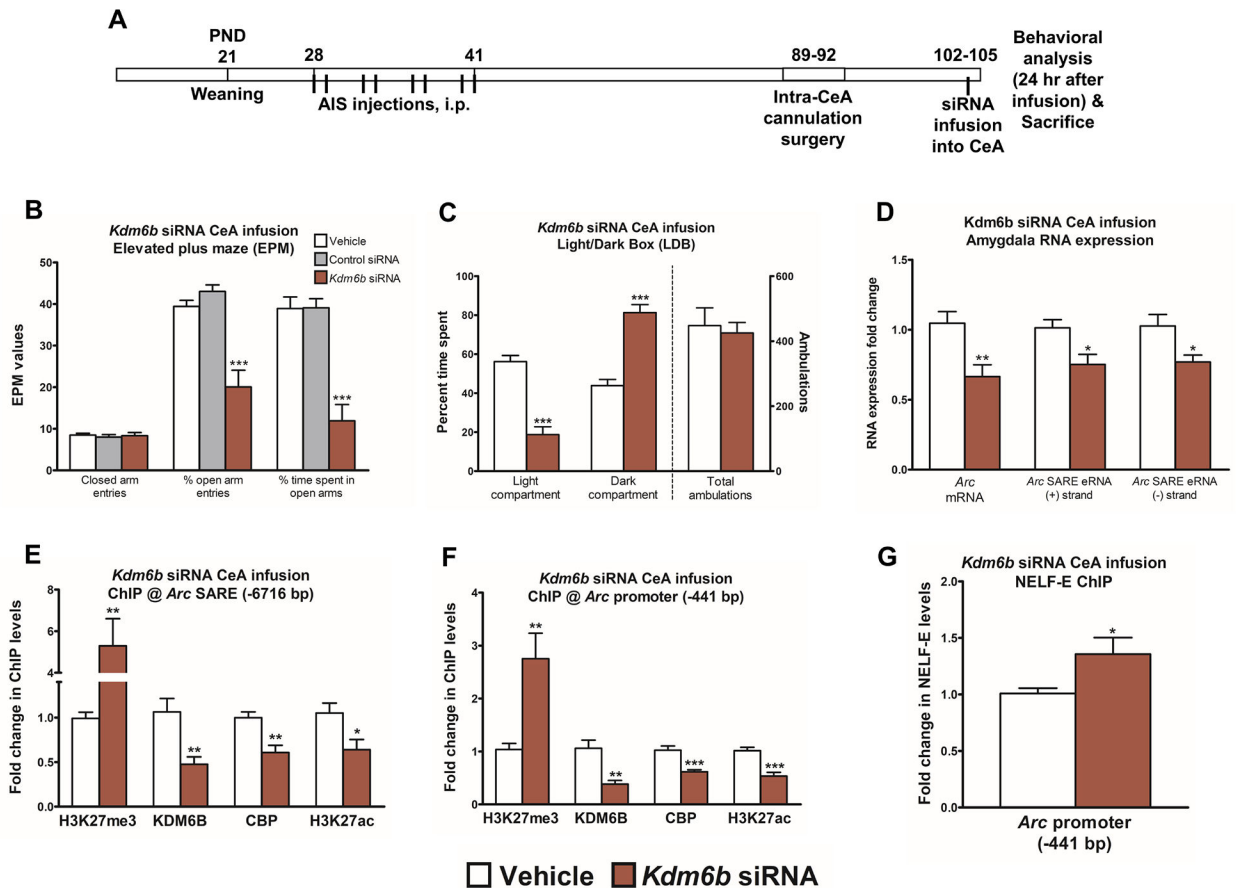 A
PND
21
28
41
89-92
102-105
Weaning
AIS injections, i.p.
Intra-CeA
cannulation
surgery
siRNA
infusion
into CeA
Behavioral
analysis
(24 hr after
infusion) &
Sacrifice
B
Kdm6b siRNA CeA infusion
Elevated plus maze (EPM)
Vehicle
Control siRNA
Kdm6b siRNA
EPM values
50
40
30
20
10
0
***
***
Closed arm
entries
% open arm
entries
% time spent in
open arms
C
Kdm6b siRNA CeA infusion
Light/Dark Box (LDB)
Percent time spent
100
80
60
40
20
0
***
***
600
400
200
0
Ambulations
Light
compartment
Dark
compartment
Total
ambulations
D
Kdm6b siRNA CeA infusion
Amygdala RNA expression
RNA expression fold change
1.5
1.0
0.5
0.0
**
*
*
Arc
mRNA
Arc SARE eRNA
(+) strand
Arc SARE eRNA
(-) strand
E
Kdm6b siRNA CeA infusion
ChIP @ Arc SARE (-6716 bp)
Fold change in ChIP levels
8
6
4
1.0
0.5
0.0
**
**
**
*
H3K27me3
KDM6B
CBP
H3K27ac
F
Kdm6b siRNA CeA infusion
ChIP @ Arc promoter (-441 bp)
Fold change in ChIP levels
4
3
2
1
0
**
**
***
***
H3K27me3
KDM6B
CBP
H3K27ac
G
Kdm6b siRNA CeA infusion
NELF-E ChIP
Fold change in NELF-E levels
2.0
1.5
1.0
0.5
0.0
*
Arc promoter
(-441 bp)
Vehicle
Kdm6b siRNA